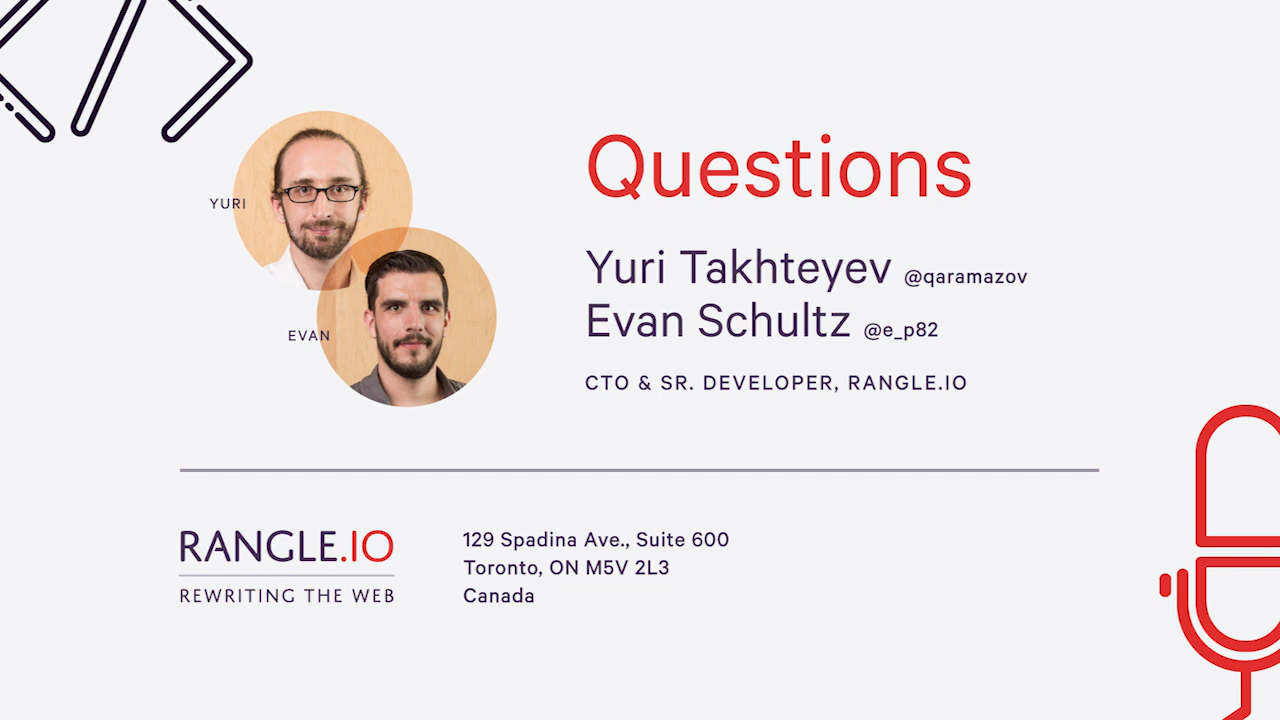 YURI
EVAN
Questions
Yuri Takhteyev @qaramazov
Evan Schultz @e_p82
CTO & SR. DEVELOPER, RANGLE.IO
RANGLE.IO
REWRITING THE WEB
129 Spadina Ave., Suite 600
Toronto, ON M5V 2L3
Canada